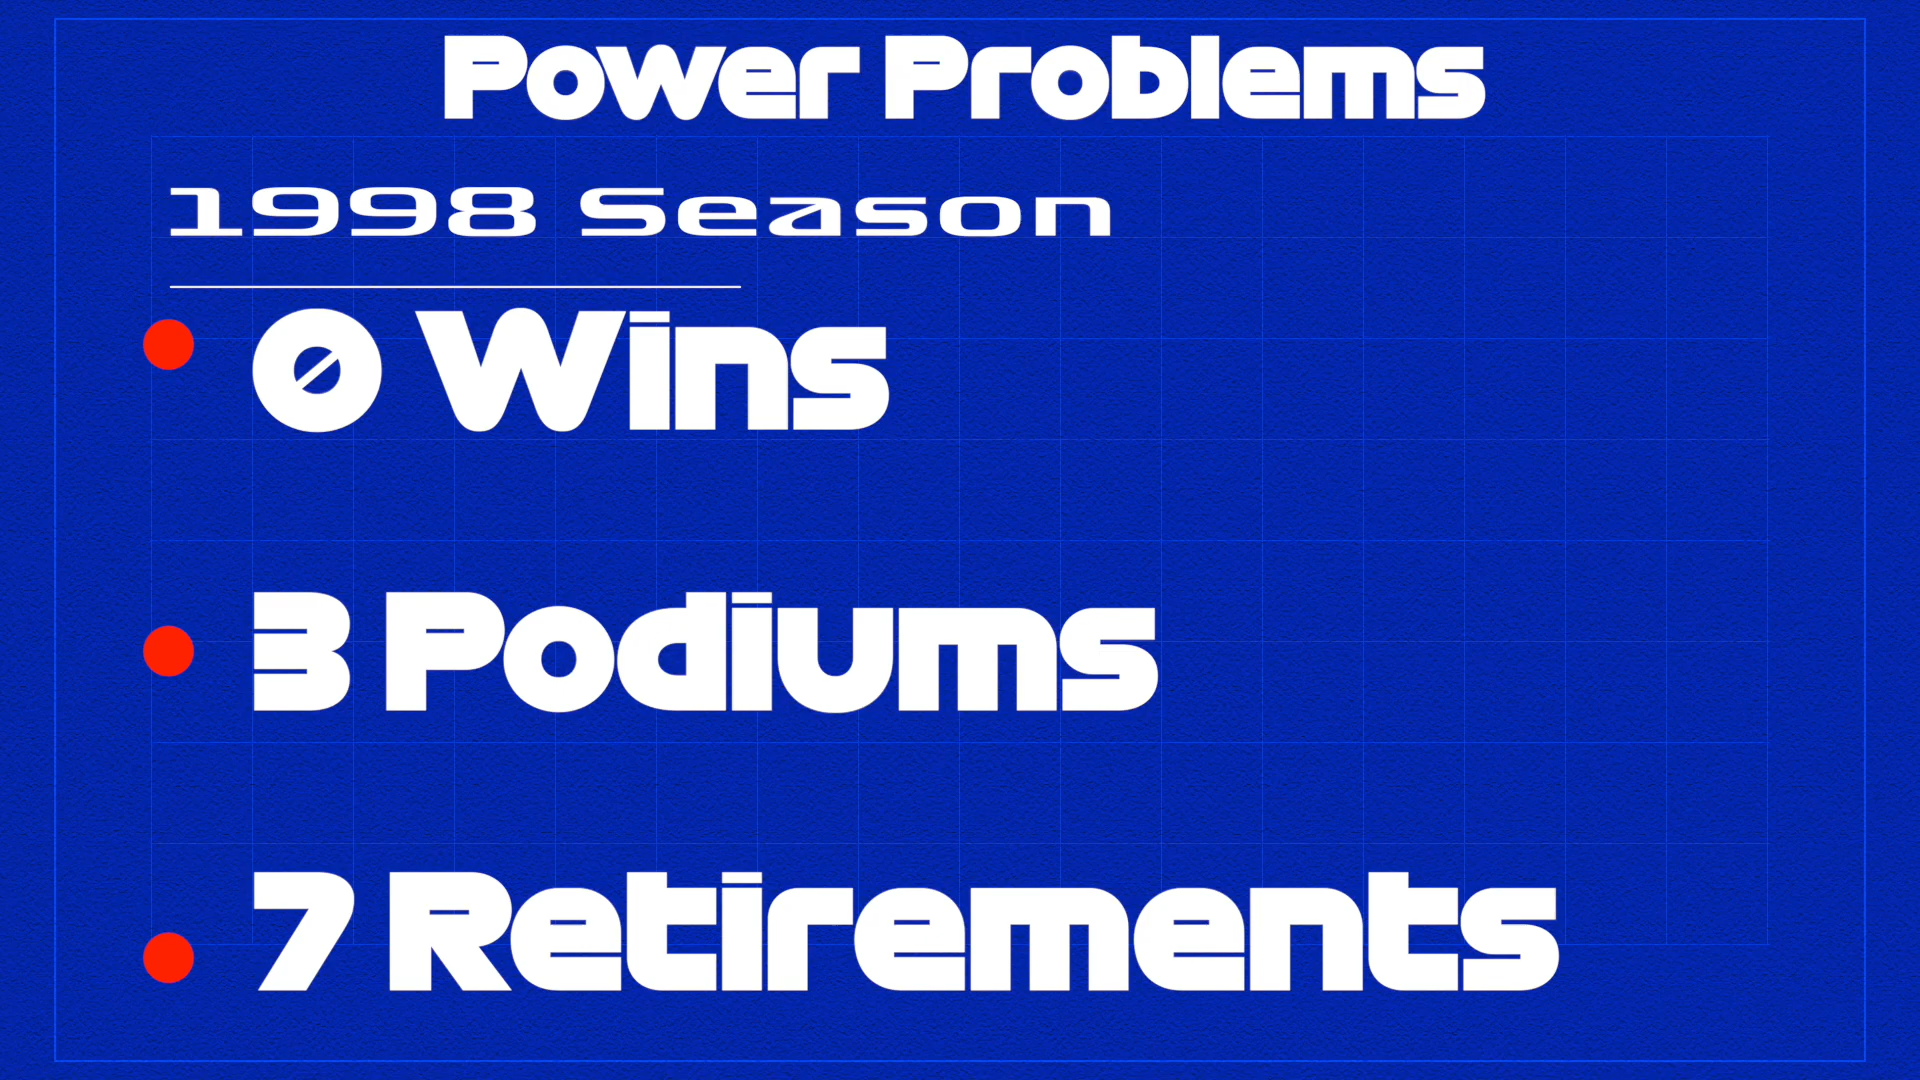 Power Problems
1998 Season
0 Wins
3 Podiums
7 Retirements